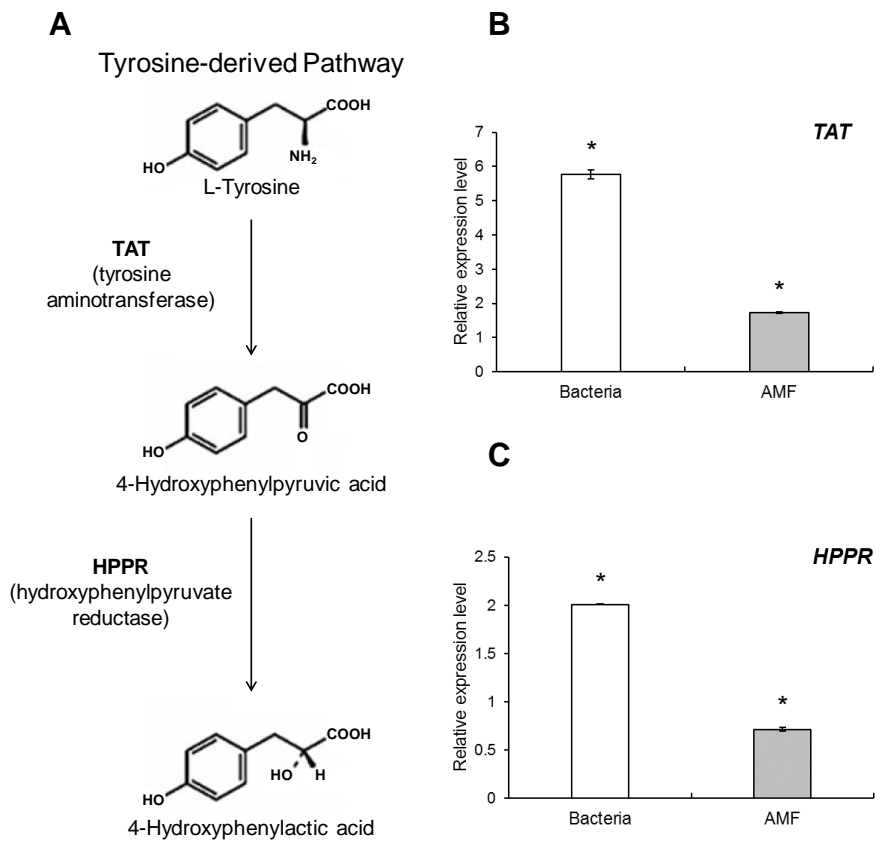 A
Tyrosine-derived Pathway
COOH
NH2
HO
L-Tyrosine
TAT
(tyrosine
aminotransferase)
COOH
O
HO
4-Hydroxyphenylpyruvic acid
HPPR
(hydroxyphenylpyruvate
reductase)
COOH
HO H
HO
4-Hydroxyphenylactic acid
B
TAT
Relative expression level
7
6
5
4
3
2
1
0
*
*
Bacteria AMF
C
HPPR
Relative expression level
2.5
2
1.5
1
0.5
0
*
*
Bacteria AMF